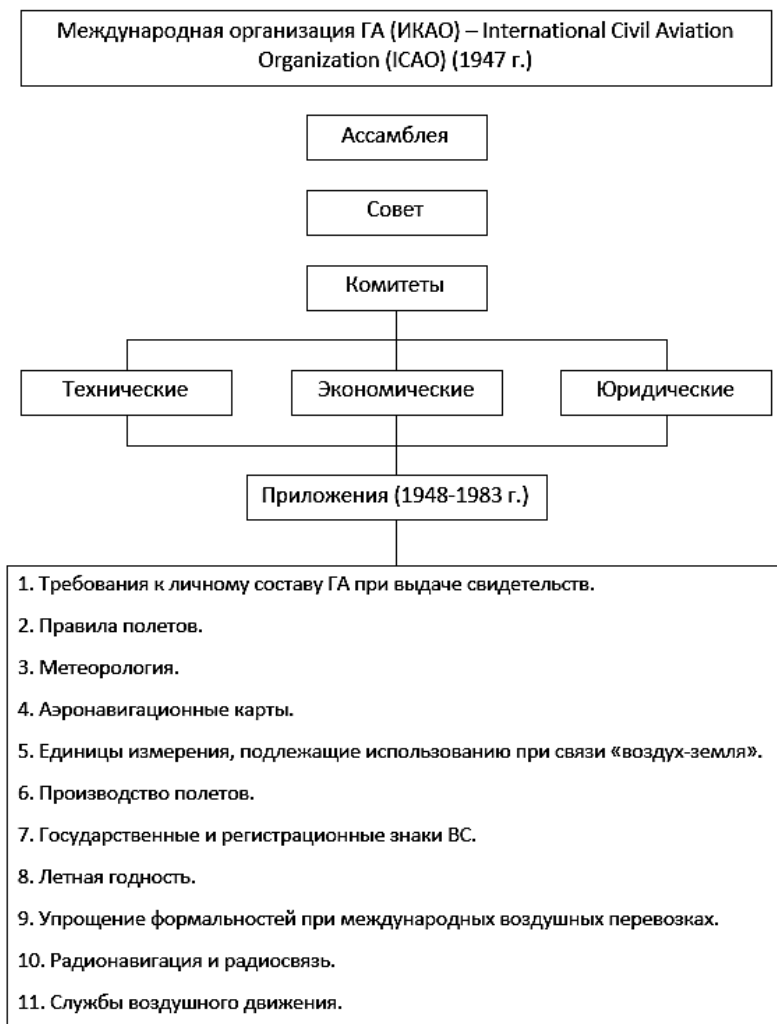 Международная организация ГА (ИКАО) – International Civil Aviation
Organization (ICAO) (1947 г.)
Ассамблея
Совет
Комитеты
Технические
Экономические
Юридические
Приложения (1948-1983 г.)
1. Требования к личному составу ГА при выдаче свидетельств.
2. Правила полетов.
3. Метеорология.
4. Аэронавигационные карты.
5. Единицы измерения, подлежащие использованию при связи «воздух-земля».
6. Производство полетов.
7. Государственные и регистрационные знаки ВС.
8. Летная годность.
9. Упрощение формальностей при международных воздушных перевозках.
10. Радионавигация и радиосвязь.
11. Службы воздушного движения.